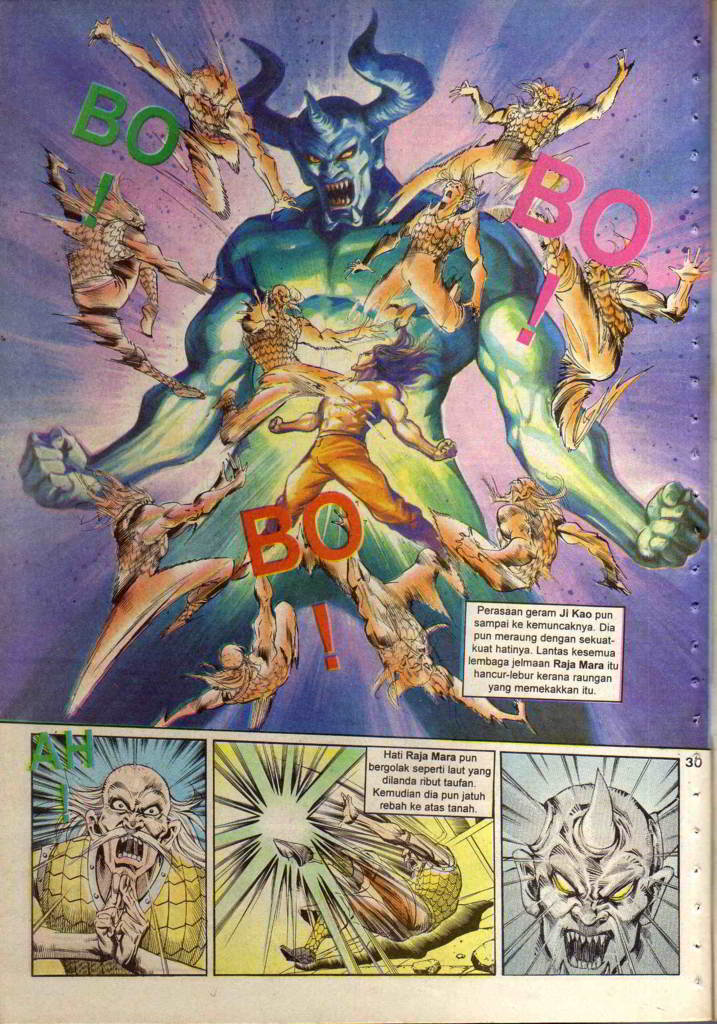 BO
!
BO
!
BO
!
Perasaan geram Ji Kao pun
sampai ke kemuncaknya. Dia
pun meraung dengan sekuat-
kuat hatinya. Lantas kesemua
lembaga jelmaan Raja Mara itu
hancur-lebur kerana raungan
yang memekakkan itu.
AH
!
Hati Raja Mara pun
bergolak seperti laut yang
dilanda ribut taufan.
Kemudian dia pun jatuh
rebah ke atas tanah.
30